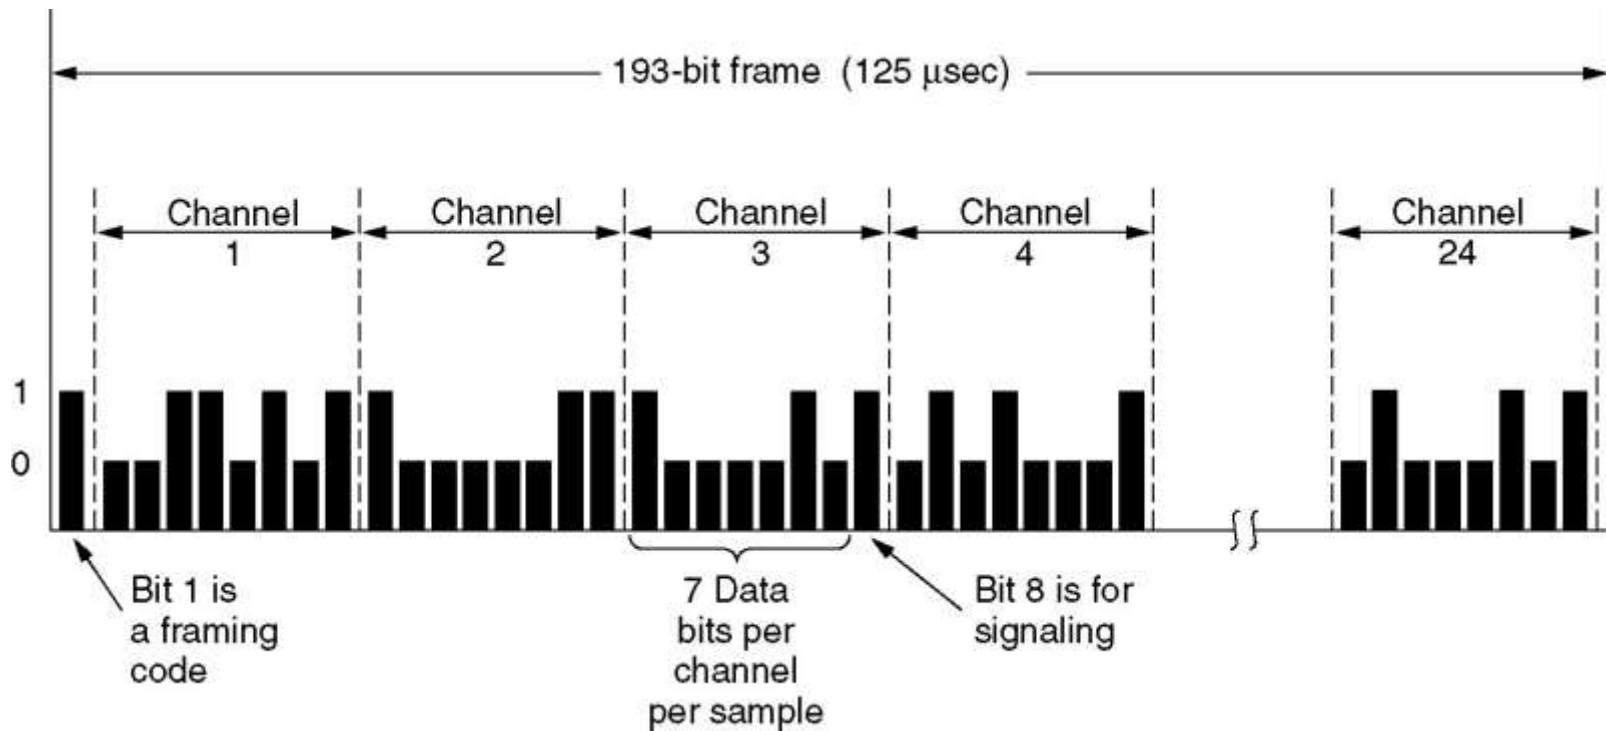 193-bit frame (125 μsec)
Channel
1
Channel
2
Channel
3
Channel
4
Channel
24
1
0
Bit 1 is
a framing
code
7 Data
bits per
channel
per sample
Bit 8 is for
signaling